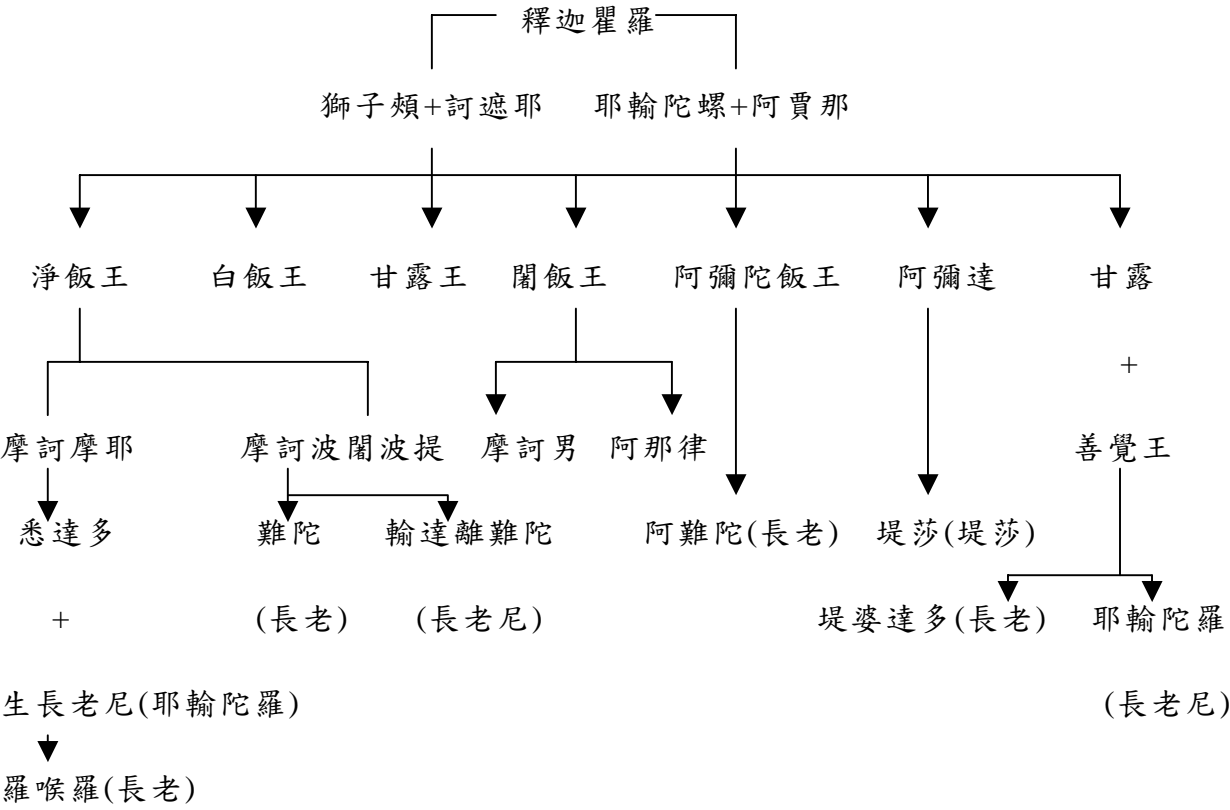 釋迦瞿羅
獅子頰+訶遮耶 耶輸陀螺+阿賈那
淨飯王 白飯王 甘露王 闍飯王 阿彌陀飯王 阿彌達 甘露
+
摩訶摩耶 摩訶波闍波提 摩訶男 阿那律 善覺王
悉達多 難陀 輸達離難陀 阿難陀(長老) 堤莎(堤莎)
+ (長老) (長老尼) 堤婆達多(長老) 耶輸陀羅
生長老尼(耶輸陀羅) (長老尼)
羅喉羅(長老)